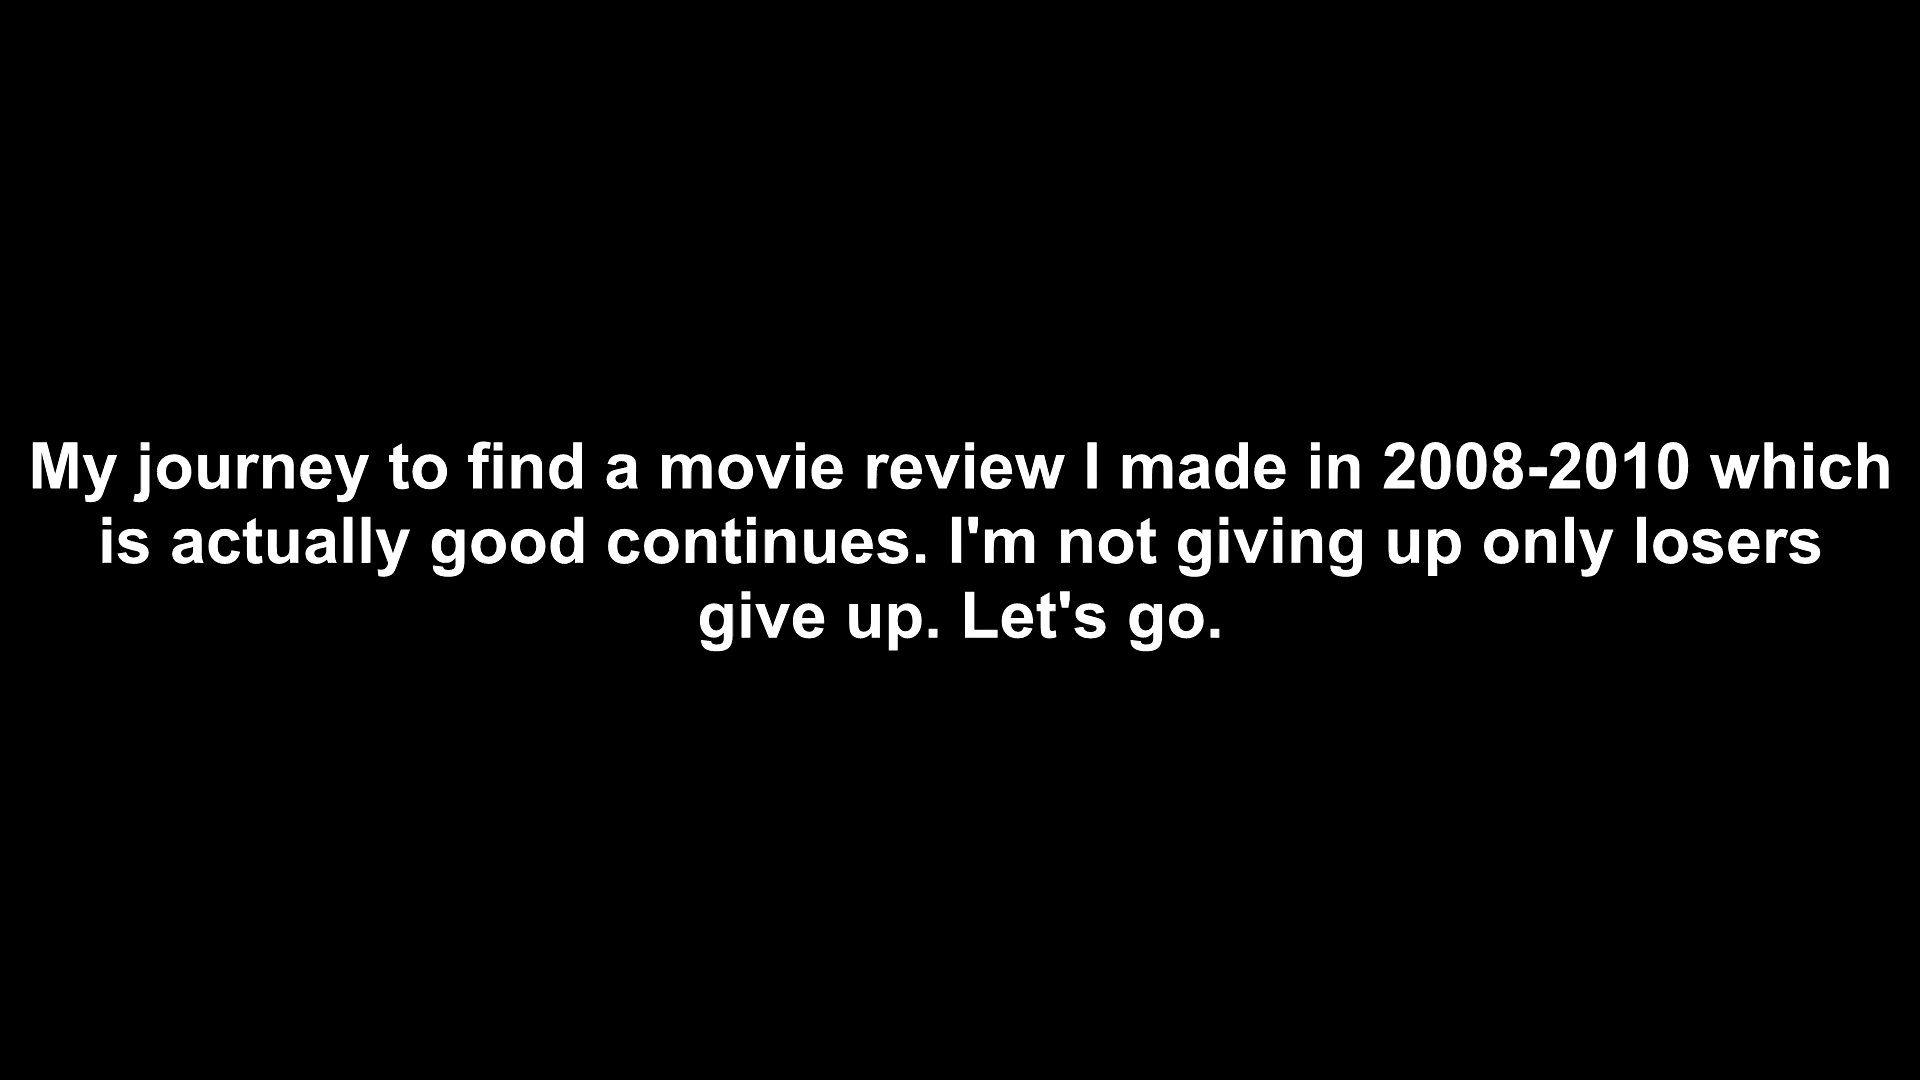 My journey to find a movie review I made in 2008-2010 which
is actually good continues. I'm not giving up only losers
give up. Let's go.